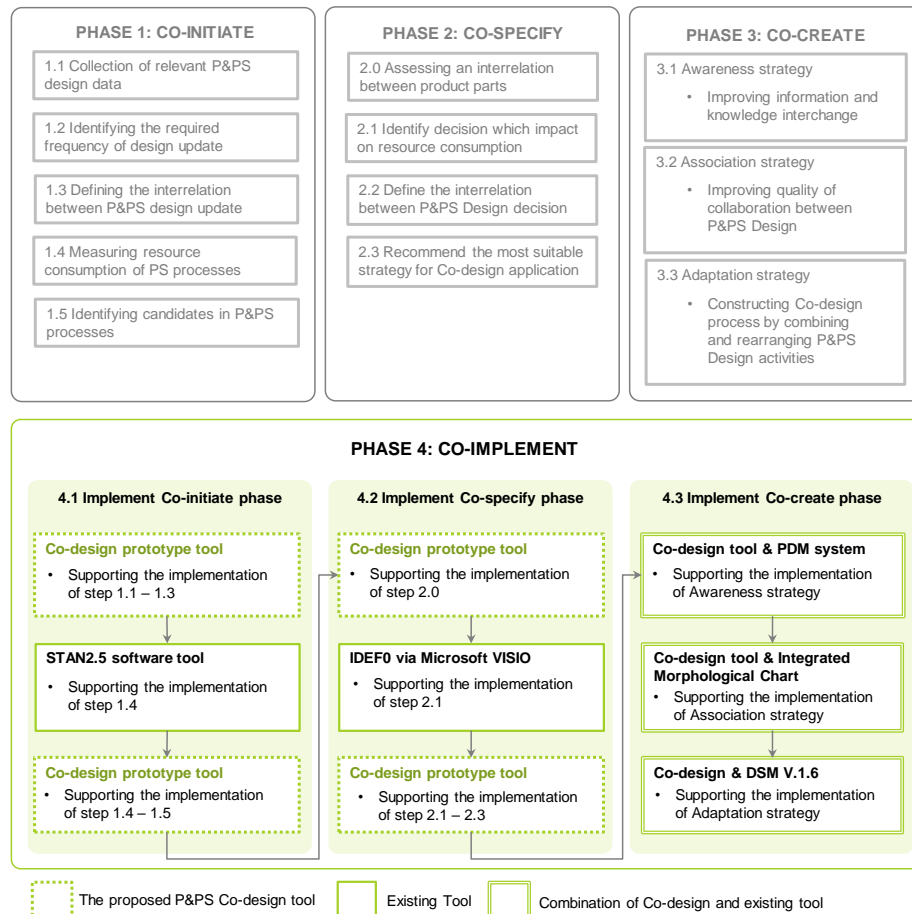 PHASE 1: CO-INITIATE
1.1 Collection of relevant P&PS
design data
1.2 Identifying the required
frequency of design update
1.3 Defining the interrelation
between P&PS design update
1.4 Measuring resource
consumption of PS processes
1.5 Identifying candidates in P&PS
processes
PHASE 2: CO-SPECIFY
2.0 Assessing an interrelation
between product parts
2.1 Identify decision which impact
on resource consumption
2.2 Define the interrelation
between P&PS Design decision
2.3 Recommend the most suitable
strategy for Co-design application
PHASE 3: CO-CREATE
3.1 Awareness strategy
• Improving information and
knowledge interchange
3.2 Association strategy
• Improving quality of
collaboration between
P&PS Design
3.3 Adaptation strategy
• Constructing Co-design
process by combining
and rearranging P&PS
Design activities
PHASE 4: CO-IMPLEMENT
4.1 Implement Co-initiate phase
Co-design prototype tool
• Supporting the implementation
of step 1.1 – 1.3
STAN2.5 software tool
• Supporting the implementation
of step 1.4
Co-design prototype tool
• Supporting the implementation
of step 1.4 – 1.5
4.2 Implement Co-specify phase
Co-design prototype tool
• Supporting the implementation
of step 2.0
IDEF0 via Microsoft VISIO
• Supporting the implementation
of step 2.1
Co-design prototype tool
• Supporting the implementation
of step 2.1 – 2.3
4.3 Implement Co-create phase
Co-design tool & PDM system
• Supporting the implementation
of Awareness strategy
Co-design tool & Integrated
Morphological Chart
• Supporting the implementation
of Association strategy
Co-design & DSM V.1.6
• Supporting the implementation
of Adaptation strategy
The proposed P&PS Co-design tool
Existing Tool
Combination of Co-design and existing tool